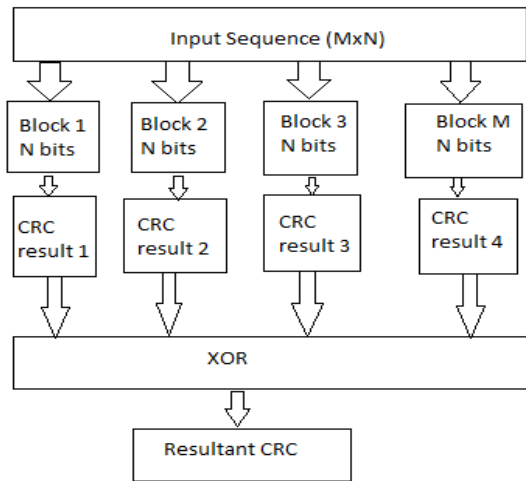 Input Sequence (MxN)
Block 1
N bits
Block 2
N bits
Block 3
N bits
Block M
N bits
CRC
result 1
CRC
result 2
CRC
result 3
CRC
result 4
XOR
Resultant CRC